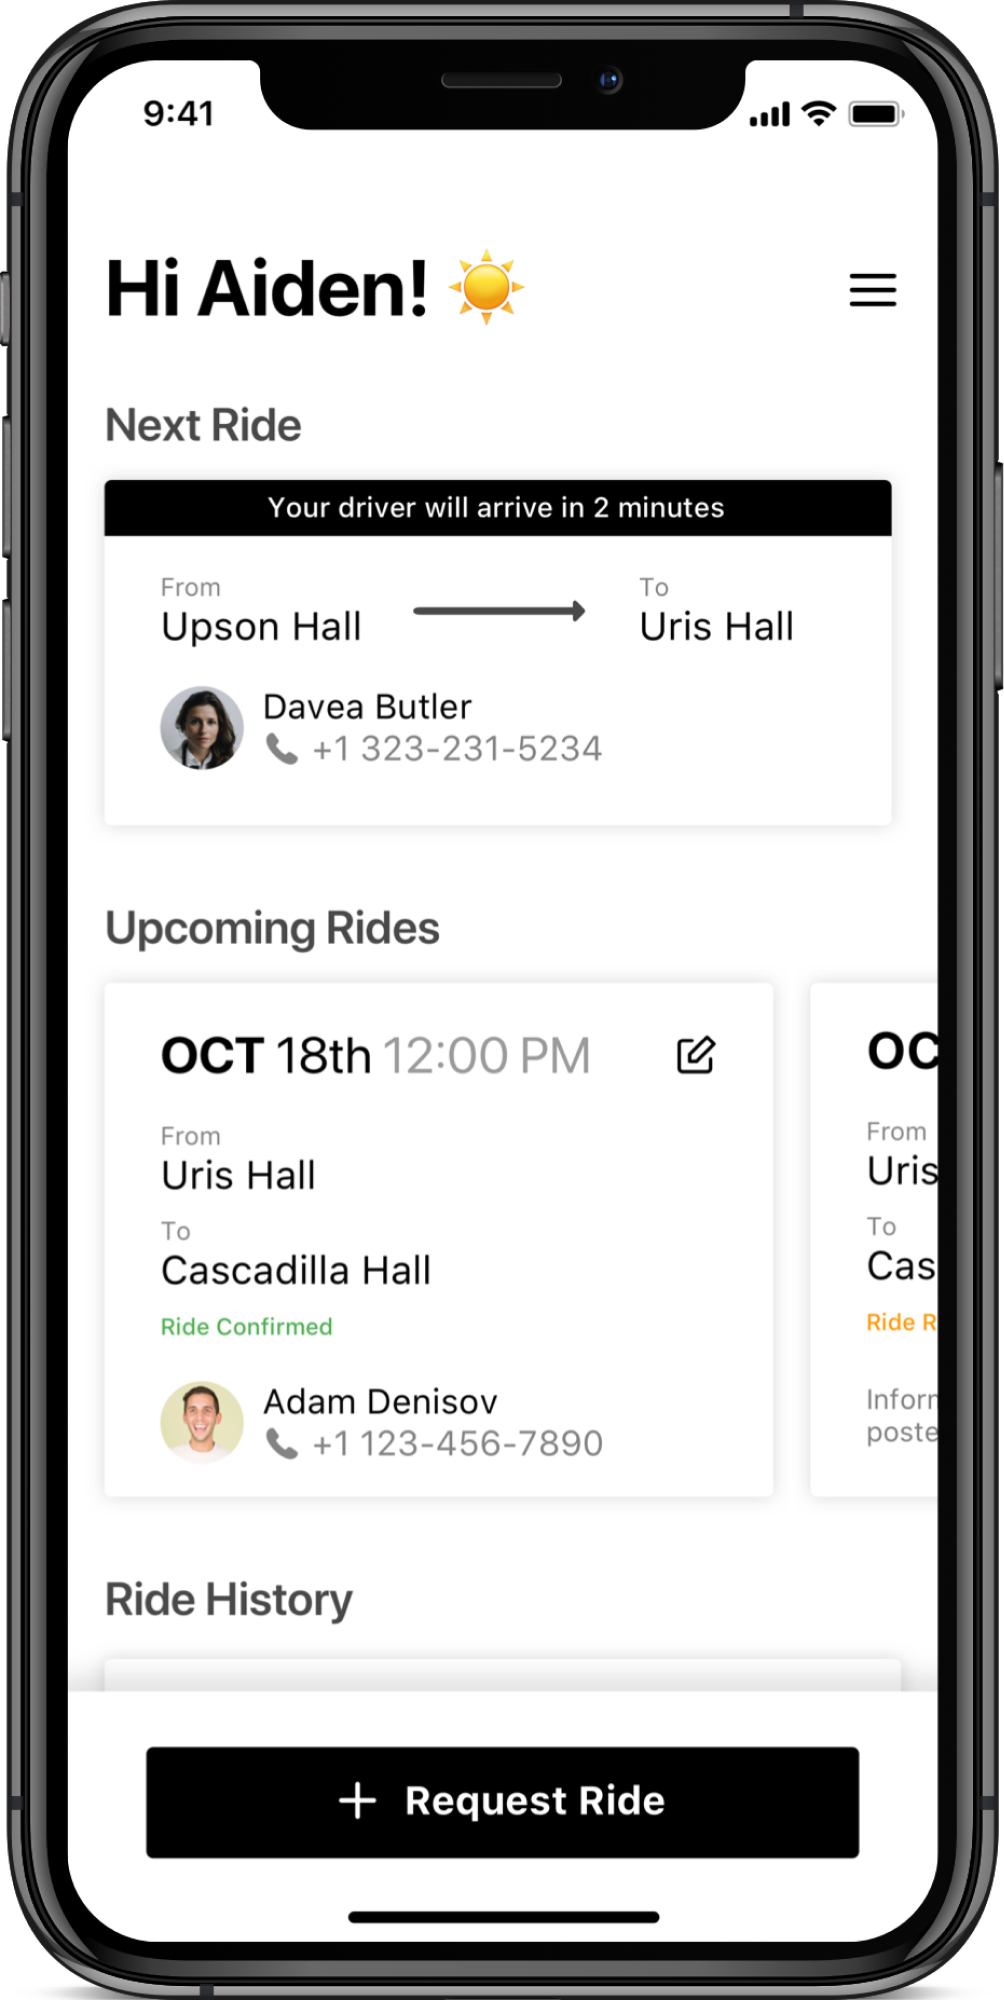 9:41
Hi Aiden!
Next Ride
Your driver will arrive in 2 minutes
From
Upson Hall
To
Uris Hall
Davea Butler
+1 323-231-5234
Upcoming Rides
OCT 18th 12:00 PM
From
Uris Hall
To
Cascadilla Hall
Ride Confirmed
Adam Denisov
+1 123-456-7890
OC
From
Uris
To
Cas
Ride R
Inforn
poste
Ride History
+ Request Ride